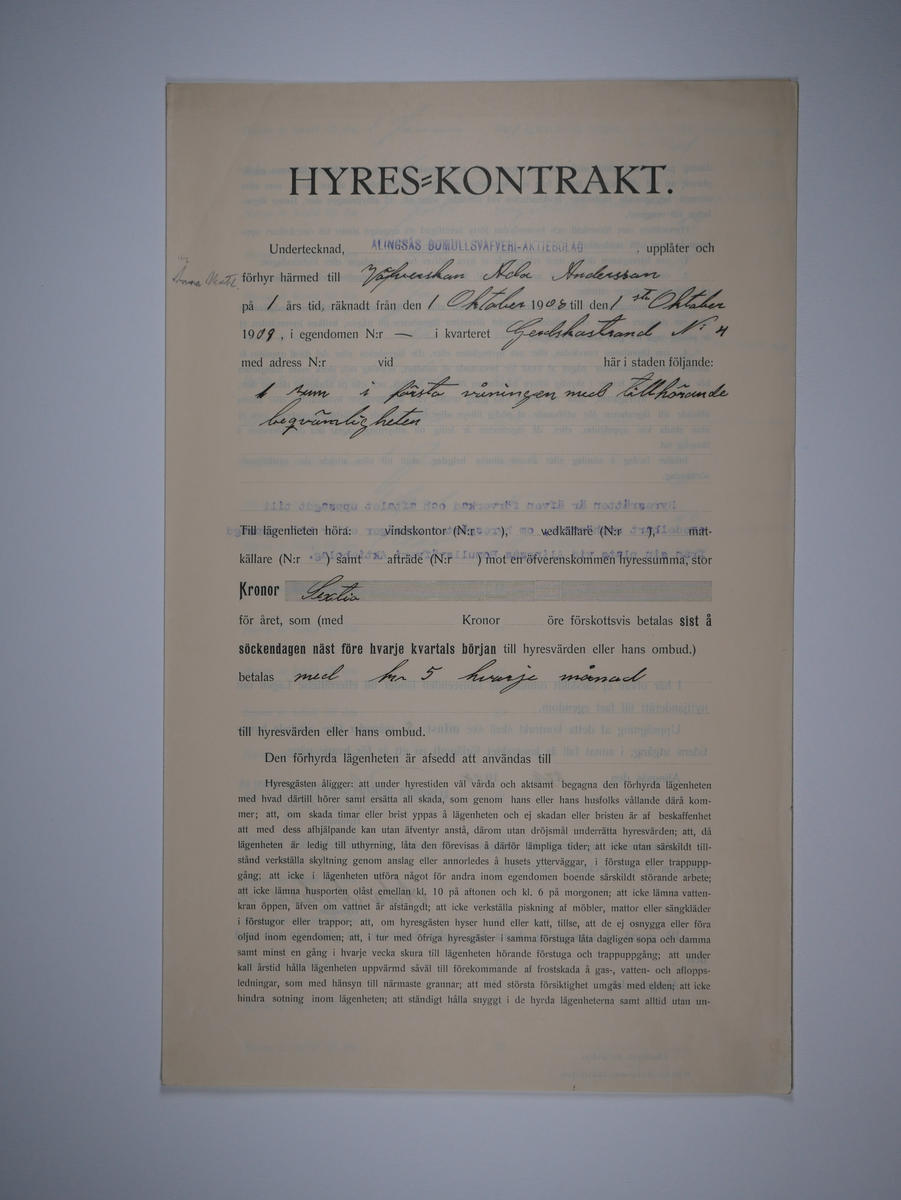 HYRES=KONTRAKT.
Undertecknad, ALINGSÅS BOMULLSVÄFVERI-AKTIEBOLAG, upplåter och
förhyr härmed till Väfverskan Ada Andersson
på 1 års tid, räknadt från den 1 Oktober 1908 till den 1 sta Oktober
1909, i egendomen N:r — i kvarteret Gerdskastrand N: 4
med adress N:r vid här i staden följande:
1 rum i första våningen med tillhörande
beqvämligheten
Till lägenheten höra: vindskontor (N:r ), vedkällare (N:r ), mat-
källare (N:r ) samt afträde (N:r ) mot en öfverenskommen hyressumma, stor
Kronor Sextio
för året, som (med Kronor öre förskottsvis betalas sist å
söckendagen näst före hvarje kvartals början till hyresvärden eller hans ombud.)
betalas med kr 5 hvarje månad
till hyresvärden eller hans ombud.
Den förhyrda lägenheten är afsedd att användas till
Hyresgästen åligger: att under hyrestiden väl vårda och aktsamt begagna den förhyrda lägenheten
med hvad därtill hörer samt ersätta all skada, som genom hans eller hans husfolks vållande därå kom-
mer; att, om skada timar eller brist yppas å lägenheten och ej skadan eller bristen är af beskaffenhet
att med dess afhjälpande kan utan äfventyr anstå, därom utan dröjsmål underrätta hyresvärden; att, då
lägenheten är ledig till uthyrning, låta den förevisas å därför lämpliga tider; att icke utan särskildt till-
stånd verkställa skyltning genom anslag eller annorledes å husets ytterväggar, i förstuga eller trappupp-
gång; att icke i lägenheten utföra något för andra inom egendomen boende särskildt störande arbete;
att icke lämna husporten olåst emellan kl. 10 på aftonen och kl. 6 på morgonen; att icke lämna vatten-
kran öppen, äfven om vattnet är afstängdt; att icke verkställa piskning af möbler, mattor eller sängkläder
i förstugor eller trappor; att, om hyresgästen hyser hund eller katt, tillse, att de ej osnygga eller föra
oljud inom egendomen; att, i tur med öfriga hyresgäster i samma förstuga låta dagligen sopa och damma
samt minst en gång i hvarje vecka skura till lägenheten hörande förstuga och trappuppgång; att under
kall årstid hålla lägenheten uppvärmd såväl till förekommande af frostskada å gas-, vatten- och aflopps-
ledningar, som med hänsyn till närmaste grannar; att med största försiktighet umgås med elden; att icke
hindra sotning inom lägenheten; att ständigt hålla snyggt i de hyrda lägenheterna samt alltid utan un-